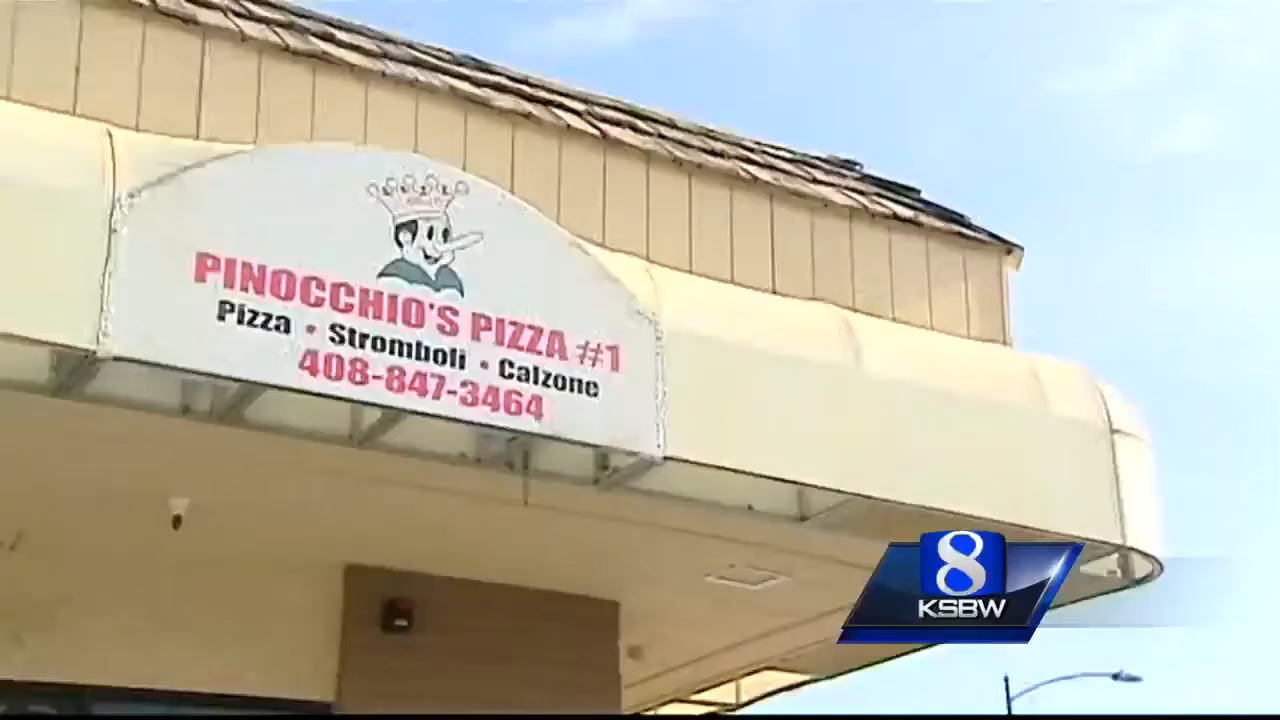 PINOCCHIO'S PIZZA #1
Pizza • Stromboli • Calzone
408-847-3464
8
KSBW